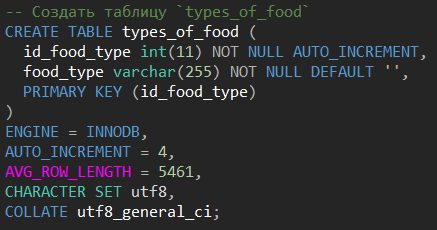 -- Создать таблицу `types_of_food`
CREATE TABLE types_of_food (
  id_food_type int(11) NOT NULL AUTO_INCREMENT,
  food_type varchar(255) NOT NULL DEFAULT '',
  PRIMARY KEY (id_food_type)
)
ENGINE = INNODB,
AUTO_INCREMENT = 4,
AVG_ROW_LENGTH = 5461,
CHARACTER SET utf8,
COLLATE utf8_general_ci;